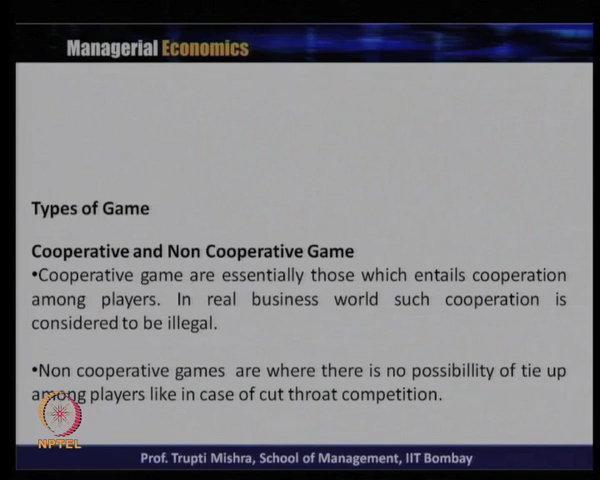 Managerial Economics
Types of Game
Cooperative and Non Cooperative Game
•Cooperative game are essentially those which entails cooperation
among players. In real business world such cooperation is
considered to be illegal.
•Non cooperative games are where there is no possibillity of tie up
among players like in case of cut throat competition.
NPTEL
Prof. Trupti Mishra, School of Management, IIT Bombay